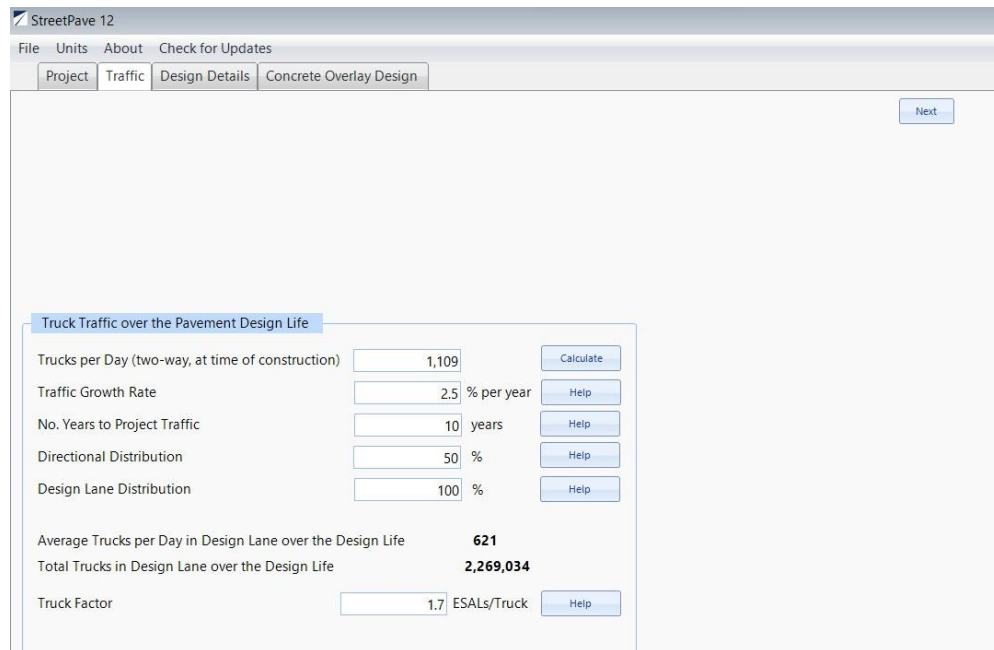 StreetPave 12
File Units About Check for Updates
Project Traffic Design Details Concrete Overlay Design
Next
Truck Traffic over the Pavement Design Life
Trucks per Day (two-way, at time of construction) 1,109 Calculate
Traffic Growth Rate 2.5 % per year Help
No. Years to Project Traffic 10 years Help
Directional Distribution 50 % Help
Design Lane Distribution 100 % Help
Average Trucks per Day in Design Lane over the Design Life 621
Total Trucks in Design Lane over the Design Life 2,269,034
Truck Factor 1.7 ESALs/Truck Help